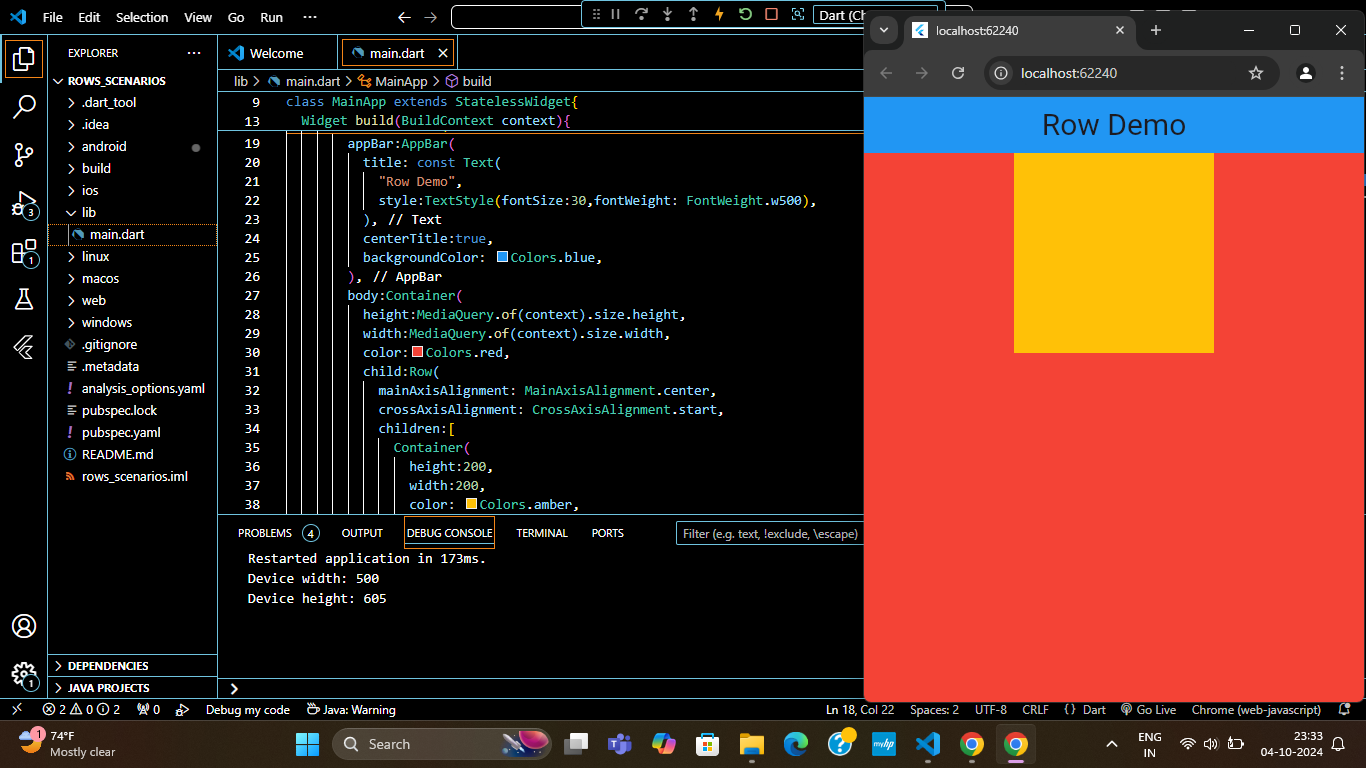 File Edit Selection View Go Run ···
Dart (Ch
EXPLORER
ROWS_SCENARIOS
.dart_tool
.idea
android
build
ios
lib
main.dart
linux
macos
web
windows
.gitignore
.metadata
analysis_options.yaml
pubspec.lock
pubspec.yaml
README.md
rows_scenarios.iml
DEPENDENCIES
JAVA PROJECTS
3
1
1
Welcome
main.dart
lib > main.dart > MainApp > build
9 class MainApp extends StatelessWidget{
13 Widget build(BuildContext context){
19 appBar:AppBar(
20 title: const Text(
21 "Row Demo",
22 style:TextStyle(fontSize:30,fontWeight: FontWeight.w500),
23 ), // Text
24 centerTitle:true,
25 backgroundColor: Colors.blue,
26 ), // AppBar
27 body:Container(
28 height:MediaQuery.of(context).size.height,
29 width:MediaQuery.of(context).size.width,
30 color: Colors.red,
31 child:Row(
32 mainAxisAlignment: MainAxisAlignment.center,
33 crossAxisAlignment: CrossAxisAlignment.start,
34 children:[
35 Container(
36 height:200,
37 width:200,
38 color: Colors.amber,
PROBLEMS 4 OUTPUT DEBUG CONSOLE TERMINAL PORTS
Filter (e.g. text, !exclude, \escape)
Restarted application in 173ms.
Device width: 500
Device height: 605
localhost:62240
localhost:62240
Row Demo
2 0 2 0 Debug my code Java: Warning
Ln 18, Col 22 Spaces: 2 UTF-8 CRLF {} Dart Go Live Chrome (web-javascript)
1
74°F
Mostly clear
Search
myhp
ENG
IN
23:33
04-10-2024